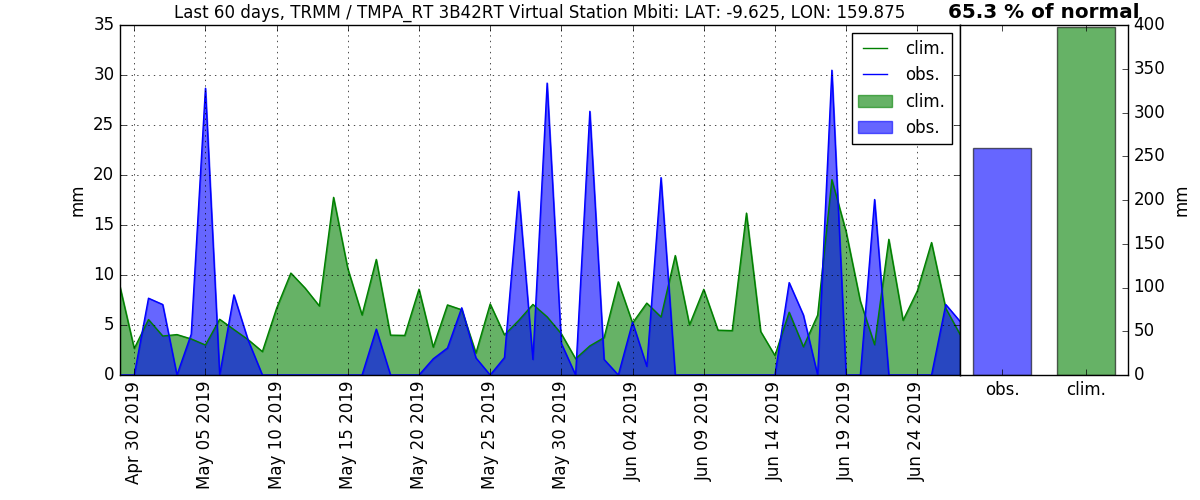 Last 60 days, TRMM / TMPA_RT 3B42RT Virtual Station Mbiti: LAT: -9.625, LON: 159.875
65.3 % of normal
35
30
25
20
15
10
5
0
mm
clim.
obs.
clim.
obs.
Apr 30 2019
May 05 2019
May 10 2019
May 15 2019
May 20 2019
May 25 2019
May 30 2019
Jun 04 2019
Jun 09 2019
Jun 14 2019
Jun 19 2019
Jun 24 2019
400
350
300
250
200
150
100
50
0
mm
obs.
clim.